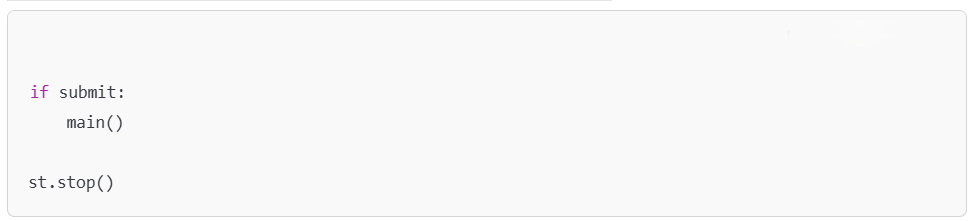 if submit:
    main()
st.stop()